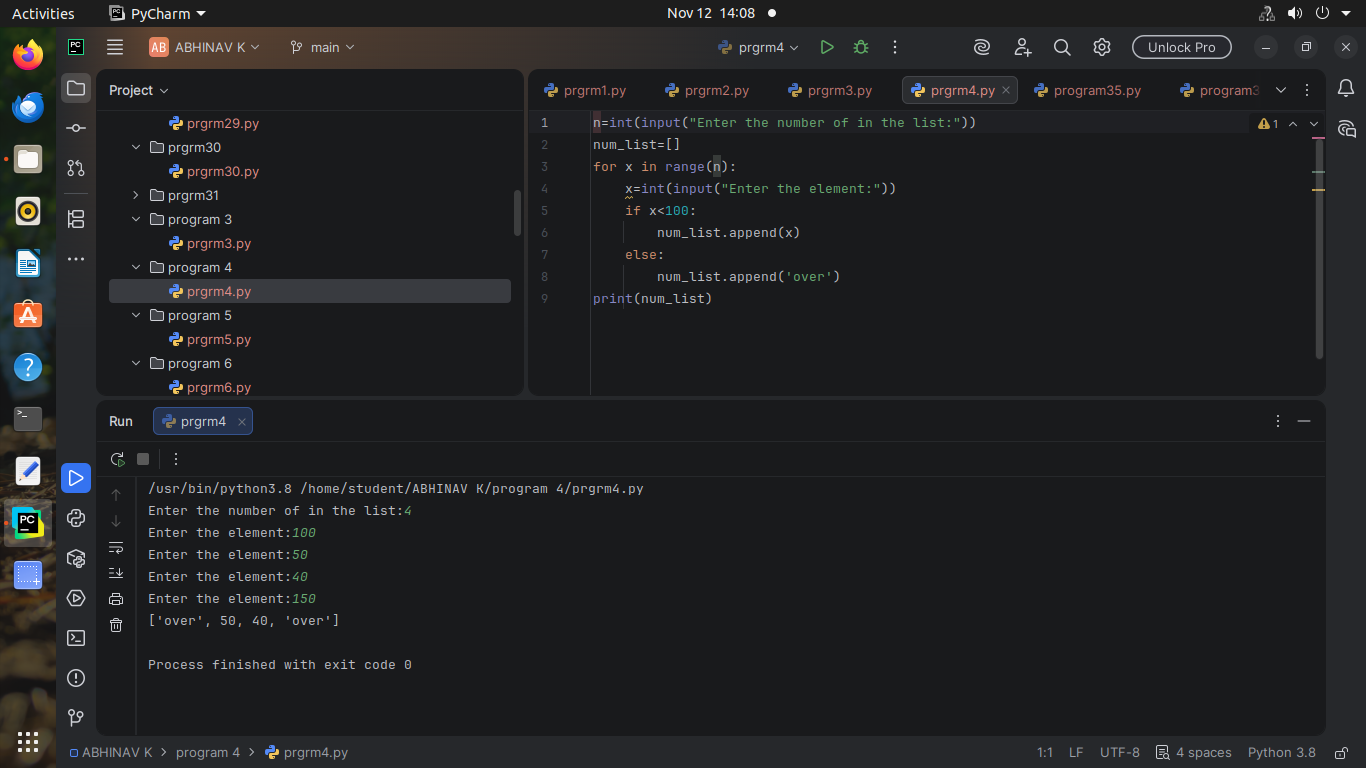 Activities PyCharm Nov 12 14:08
PC AB ABHINAV K main prgrm4 Unlock Pro
Project
prgrm29.py
prgrm30
prgrm30.py
prgrm31
program 3
prgrm3.py
program 4
prgrm4.py
program 5
prgrm5.py
program 6
prgrm6.py
prgrm1.py prgrm2.py prgrm3.py prgrm4.py program35.py program3
1 n=int(input("Enter the number of in the list:")) 1
2 num_list=[]
3 for x in range(n):
4 x=int(input("Enter the element:"))
5 if x<100:
6 num_list.append(x)
7 else:
8 num_list.append('over')
9 print(num_list)
Run prgrm4
/usr/bin/python3.8 /home/student/ABHINAV K/program 4/prgrm4.py
Enter the number of in the list:4
Enter the element:100
Enter the element:50
Enter the element:40
Enter the element:150
['over', 50, 40, 'over']
Process finished with exit code 0
PC
ABHINAV K program 4 prgrm4.py 1:1 LF UTF-8 4 spaces Python 3.8